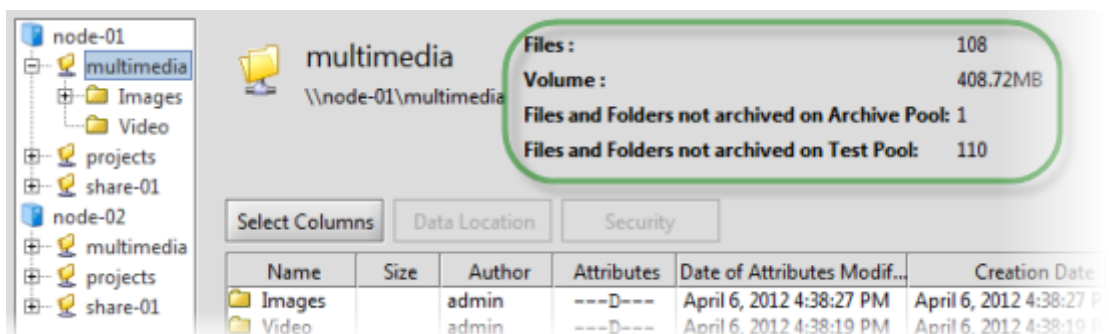 node-01
multimedia
Images
Video
projects
share-01
node-02
multimedia
projects
share-01
multimedia
\\node-01\multimedia
Files : 108
Volume : 408.72MB
Files and Folders not archived on Archive Pool: 1
Files and Folders not archived on Test Pool: 110
Select Columns Data Location Security
Name Size Author Attributes Date of Attributes Modif... Creation Date
Images admin ---D--- April 6, 2012 4:38:27 PM April 6, 2012 4:38:27 P
Video admin ---D--- April 6, 2012 4:38:19 PM April 6, 2012 4:38:19 P